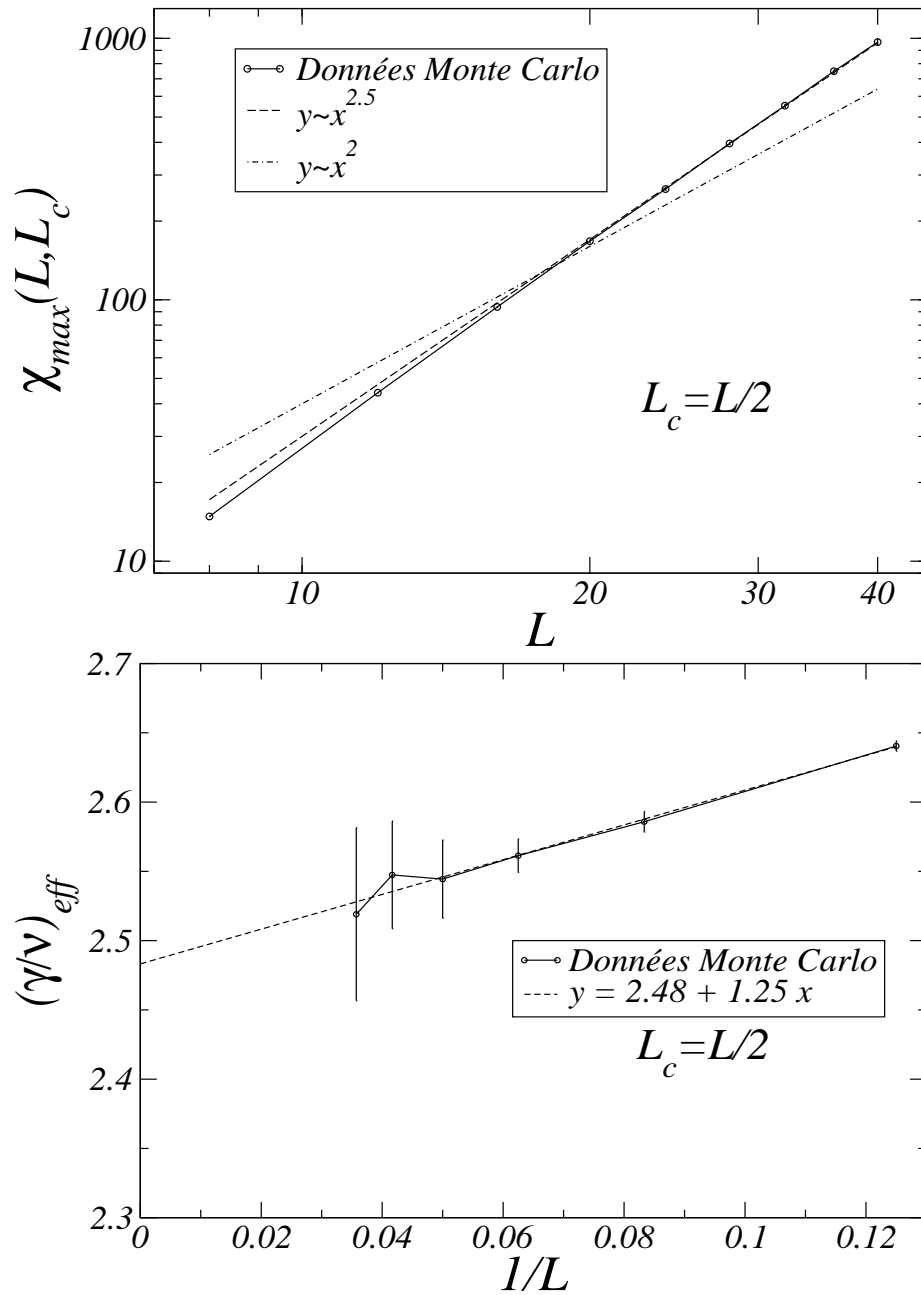 1000
100
10
χ_max(L,L_c)
Données Monte Carlo
y~x^2.5
y~x^2
L_c=L/2
10 20 30 40
L
2.7
2.6
2.5
2.4
2.3
(γ/ν)_eff
Données Monte Carlo
y = 2.48 + 1.25 x
L_c=L/2
0 0.02 0.04 0.06 0.08 0.1 0.12
1/L